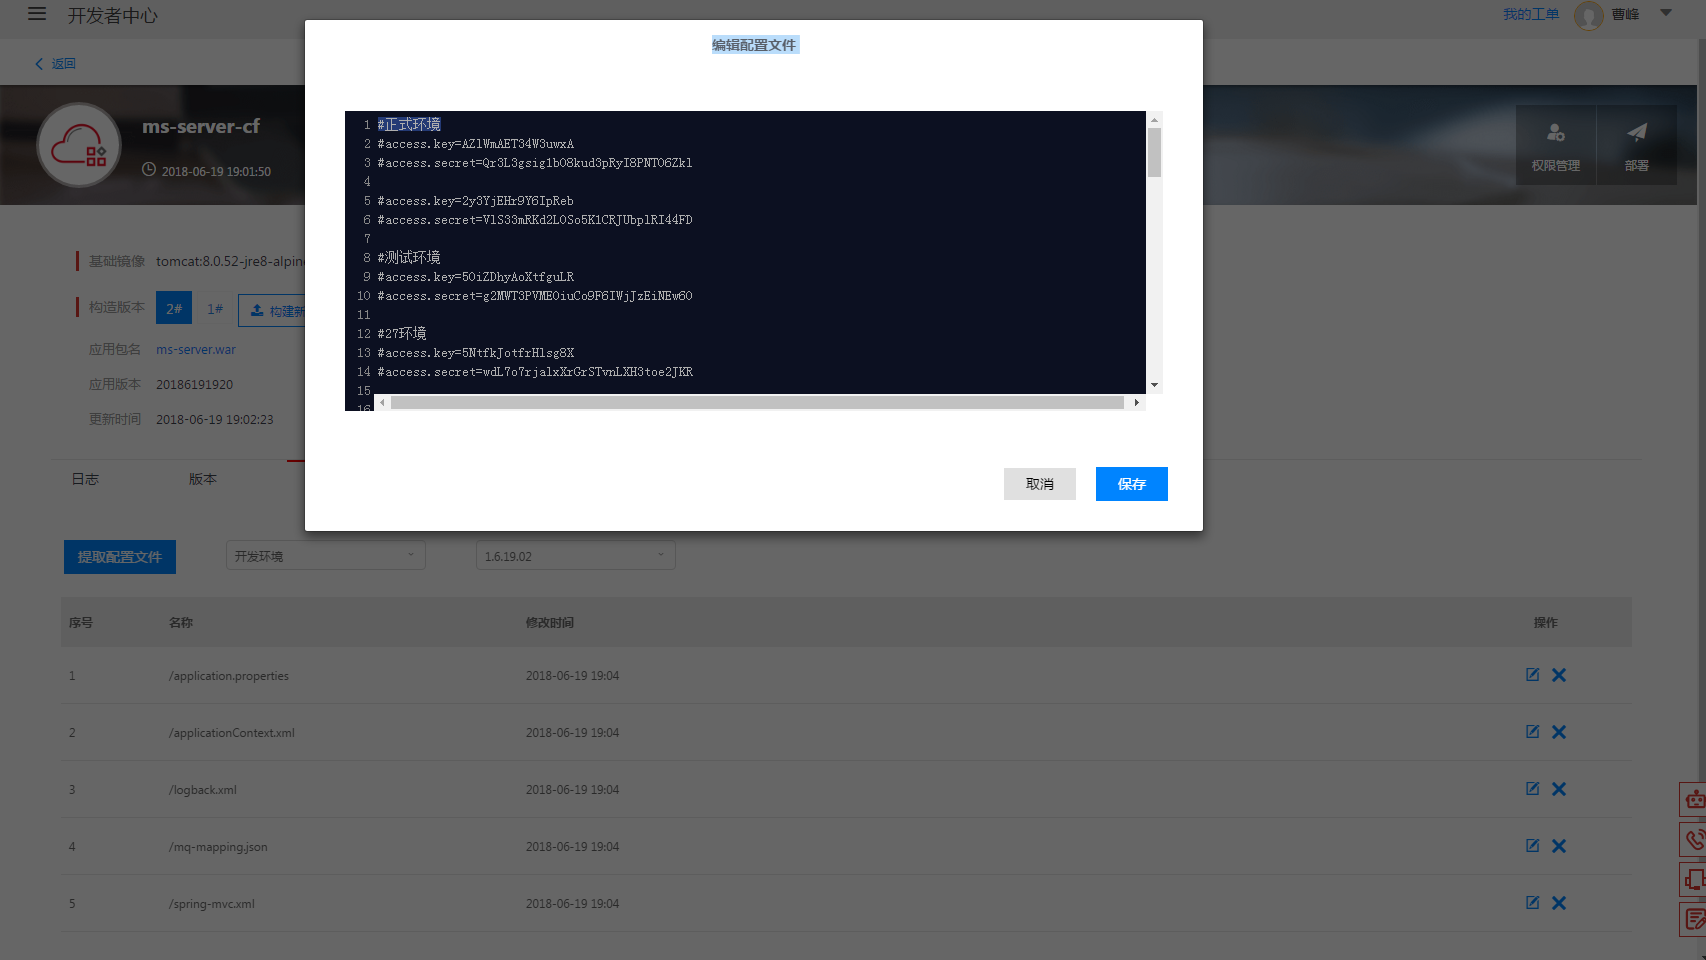 开发者中心
我的工单
曹峰
返回
ms-server-cf
2018-06-19 19:01:50
权限管理
部署
基础镜像 tomcat:8.0.52-jre8-alpin
构造版本 2# 1# 构建新
应用包名 ms-server.war
应用版本 20186191920
更新时间 2018-06-19 19:02:23
日志
版本
编辑配置文件
1 #正式环境
2 #access.key=AZlWmAET34W3uwxA
3 #access.secret=Qr3L3gsig1bO8kud3pRyI8PNTO6Zkl
4
5 #access.key=2y3YjEHr9Y6IpReb
6 #access.secret=VlS33mRKd2LOSo5K1CRJUbplRI44FD
7
8 #测试环境
9 #access.key=5OiZDhyAoXtfguLR
10 #access.secret=g2MWT3PVMEOiuCo9F6IWjJzEiNEw6O
11
12 #27环境
13 #access.key=5NtfkJotfrHlsg8X
14 #access.secret=wdL7o7rjalxXrGrSTvnLXH3toe2JKR
15
16
取消
保存
提取配置文件
开发环境
1.6.19.02
序号 名称 修改时间 操作
1 /application.properties 2018-06-19 19:04
2 /applicationContext.xml 2018-06-19 19:04
3 /logback.xml 2018-06-19 19:04
4 /mq-mapping.json 2018-06-19 19:04
5 /spring-mvc.xml 2018-06-19 19:04